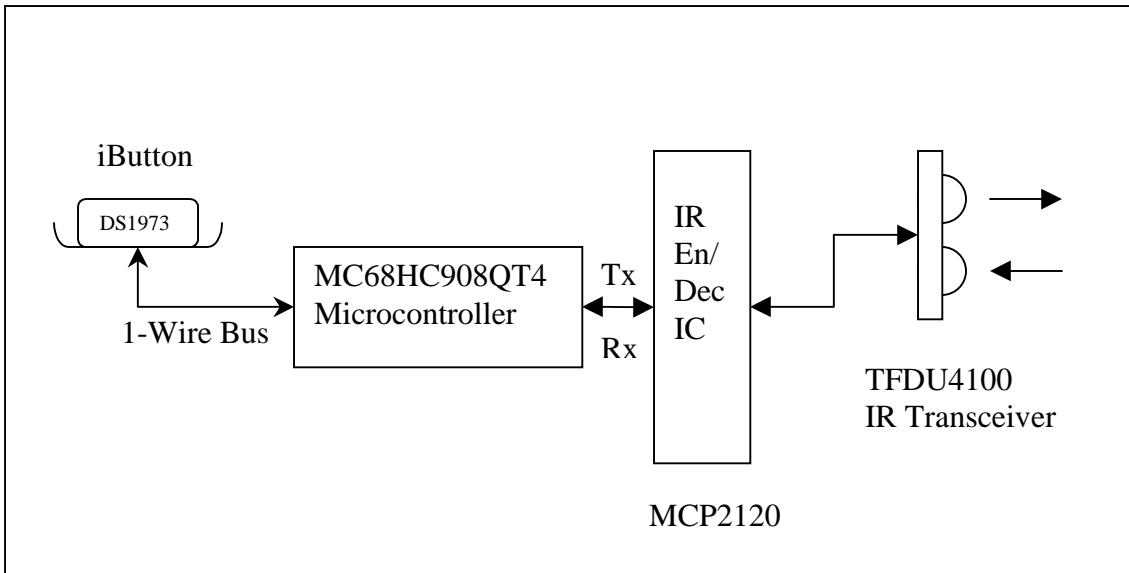 iButton
DS1973
1-Wire Bus
MC68HC908QT4
Microcontroller
Tx
Rx
IR
En/
Dec
IC
MCP2120
TFDU4100
IR Transceiver